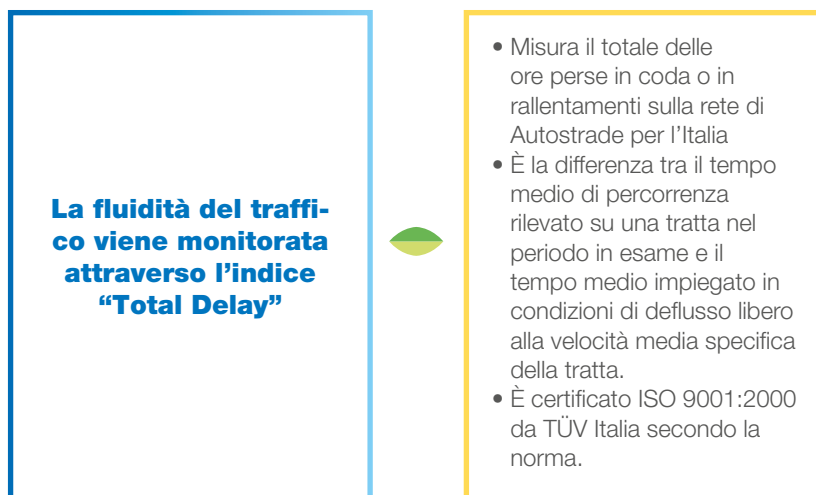 La fluidità del traffi-
co viene monitorata
attraverso l'indice
“Total Delay”
• Misura il totale delle
ore perse in coda o in
rallentamenti sulla rete di
Autostrade per l'Italia
• È la differenza tra il tempo
medio di percorrenza
rilevato su una tratta nel
periodo in esame e il
tempo medio impiegato in
condizioni di deflusso libero
alla velocità media specifica
della tratta.
• È certificato ISO 9001:2000
da TÜV Italia secondo la
norma.